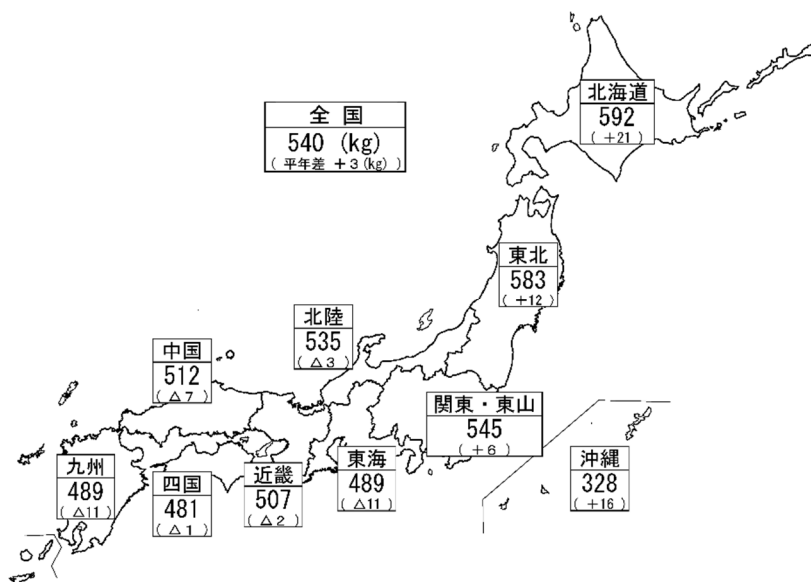 北海道
592
( +21 )
全 国
540 (kg)
( 平年差 +3(kg) )
東北
583
( +12 )
北陸
535
( △3 )
中国
512
( △7 )
関東・東山
545
( +6 )
九州
489
( △11 )
四国
481
( △1 )
近畿
507
( △2 )
東海
489
( △11 )
沖縄
328
( +16 )